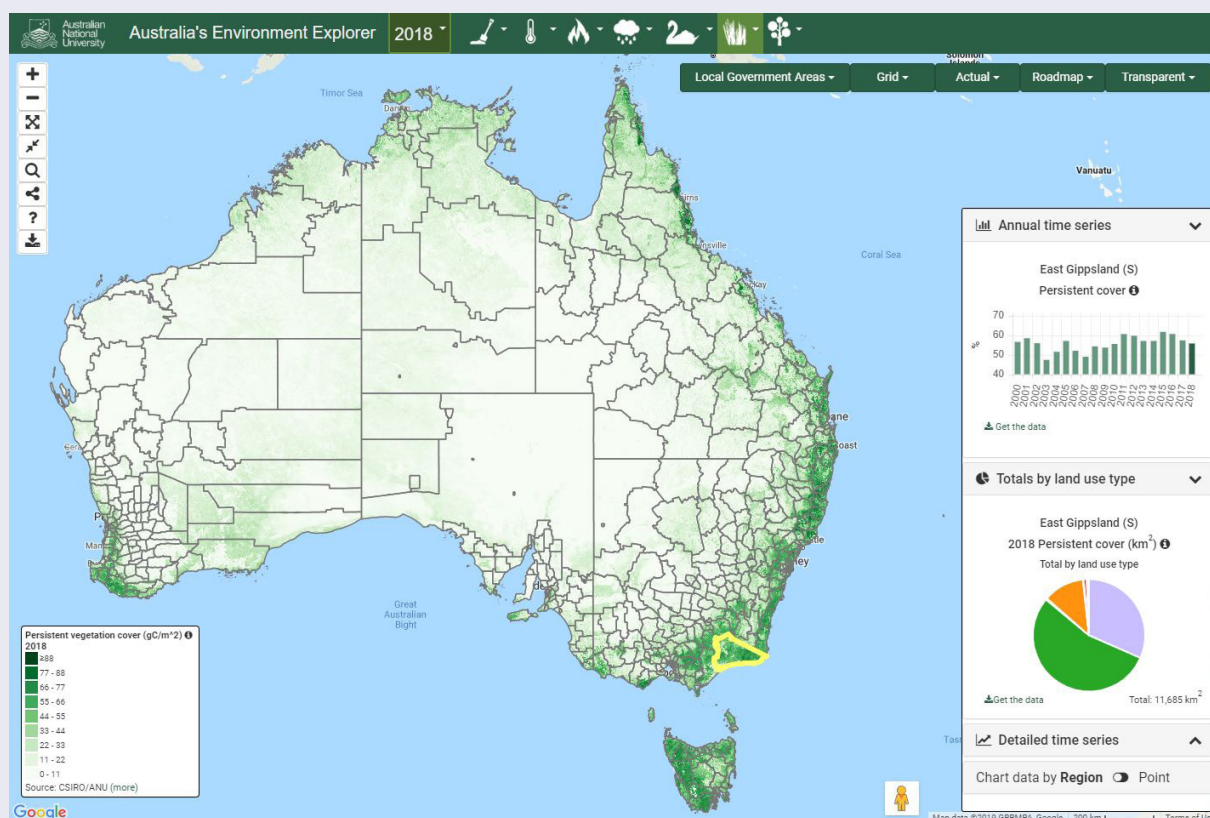 Australian
National
University
Australia's Environment Explorer
2018
Local Government Areas
Grid
Actual
Roadmap
Transparent
Solomon
Islands
Timor Sea
Vanuatu
Coral Sea
Great
Australian
Bight
Annual time series
East Gippsland (S)
Persistent cover
70
60
50
40
%
2000
2001
2002
2003
2004
2005
2006
2007
2008
2009
2010
2011
2012
2013
2014
2015
2016
2017
2018
Get the data
Totals by land use type
East Gippsland (S)
2018 Persistent cover (km²)
Total by land use type
Get the data
Total: 11,685 km²
Detailed time series
Chart data by Region Point
Persistent vegetation cover (gC/m^2)
2018
≥88
77 - 88
66 - 77
55 - 66
44 - 55
33 - 44
22 - 33
11 - 22
0 - 11
Source: CSIRO/ANU (more)
Google